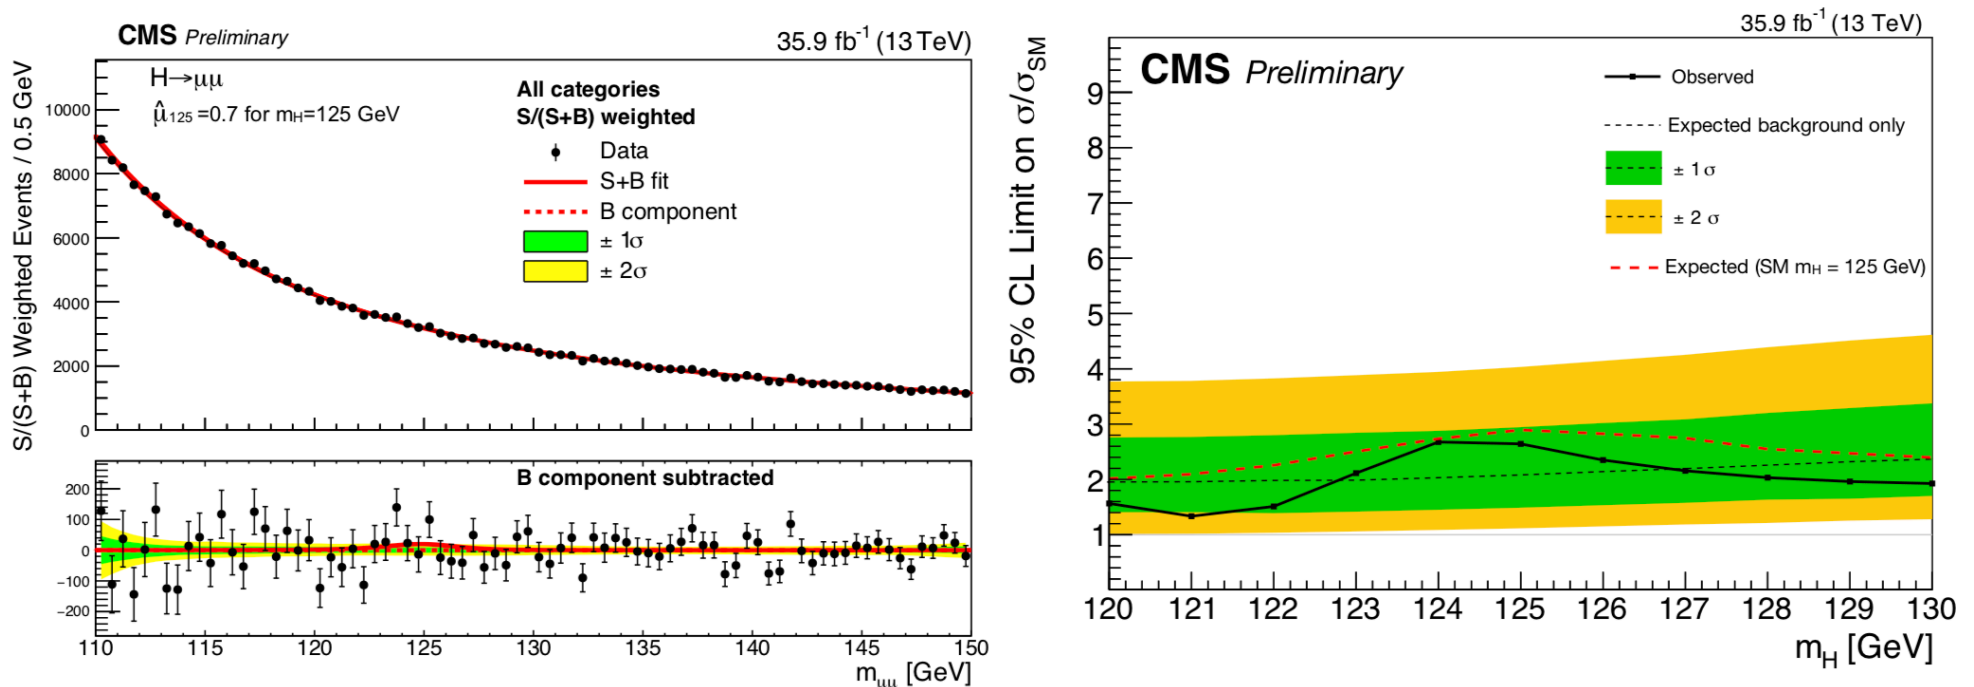 CMS Preliminary
35.9 fb⁻¹ (13 TeV)
S/(S+B) Weighted Events / 0.5 GeV
H→μμ
μ̂₁₂₅ =0.7 for mH=125 GeV
All categories
S/(S+B) weighted
Data
S+B fit
B component
± 1σ
± 2σ
10000
8000
6000
4000
2000
0
B component subtracted
200
100
0
−100
−200
110 115 120 125 130 135 140 145 150
mμμ [GeV]
35.9 fb⁻¹ (13 TeV)
CMS Preliminary
95% CL Limit on σ/σSM
Observed
Expected background only
± 1σ
± 2 σ
Expected (SM mH = 125 GeV)
9
8
7
6
5
4
3
2
1
120 121 122 123 124 125 126 127 128 129 130
mH [GeV]